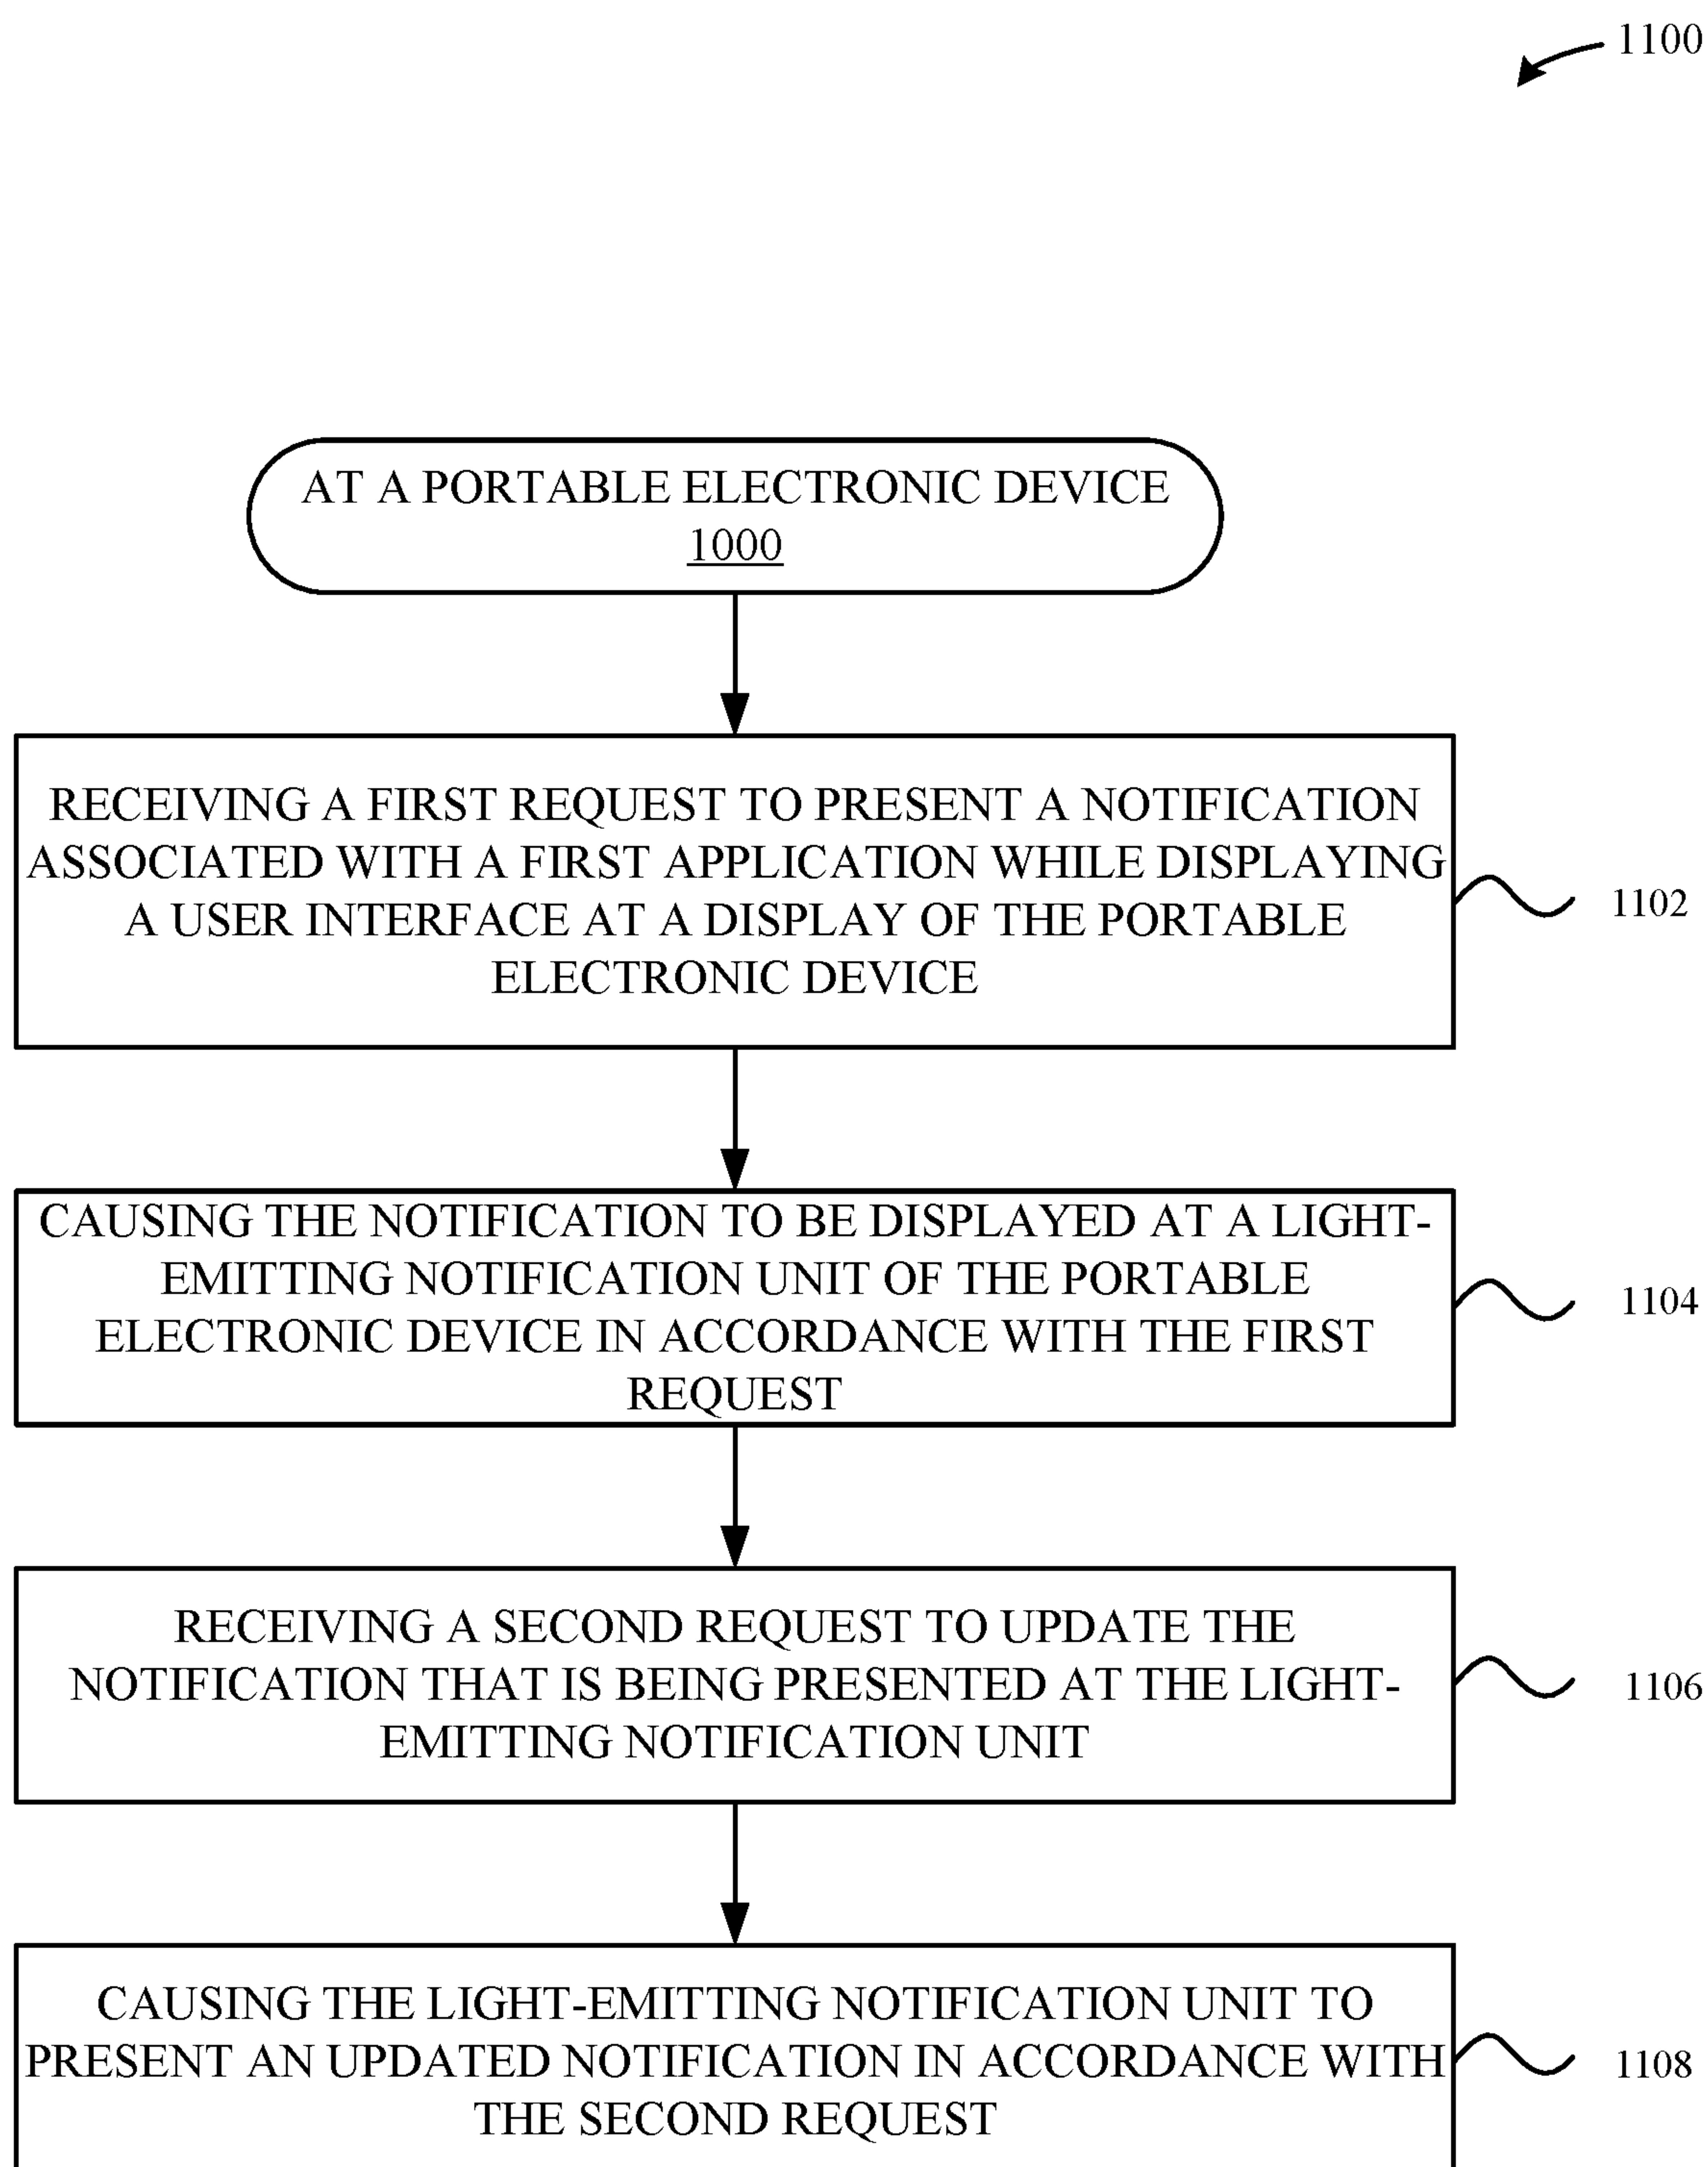 1100
AT A PORTABLE ELECTRONIC DEVICE
1000
RECEIVING A FIRST REQUEST TO PRESENT A NOTIFICATION
ASSOCIATED WITH A FIRST APPLICATION WHILE DISPLAYING
A USER INTERFACE AT A DISPLAY OF THE PORTABLE
ELECTRONIC DEVICE
1102
CAUSING THE NOTIFICATION TO BE DISPLAYED AT A LIGHT-
EMITTING NOTIFICATION UNIT OF THE PORTABLE
ELECTRONIC DEVICE IN ACCORDANCE WITH THE FIRST
REQUEST
1104
RECEIVING A SECOND REQUEST TO UPDATE THE
NOTIFICATION THAT IS BEING PRESENTED AT THE LIGHT-
EMITTING NOTIFICATION UNIT
1106
CAUSING THE LIGHT-EMITTING NOTIFICATION UNIT TO
PRESENT AN UPDATED NOTIFICATION IN ACCORDANCE WITH
THE SECOND REQUEST
1108